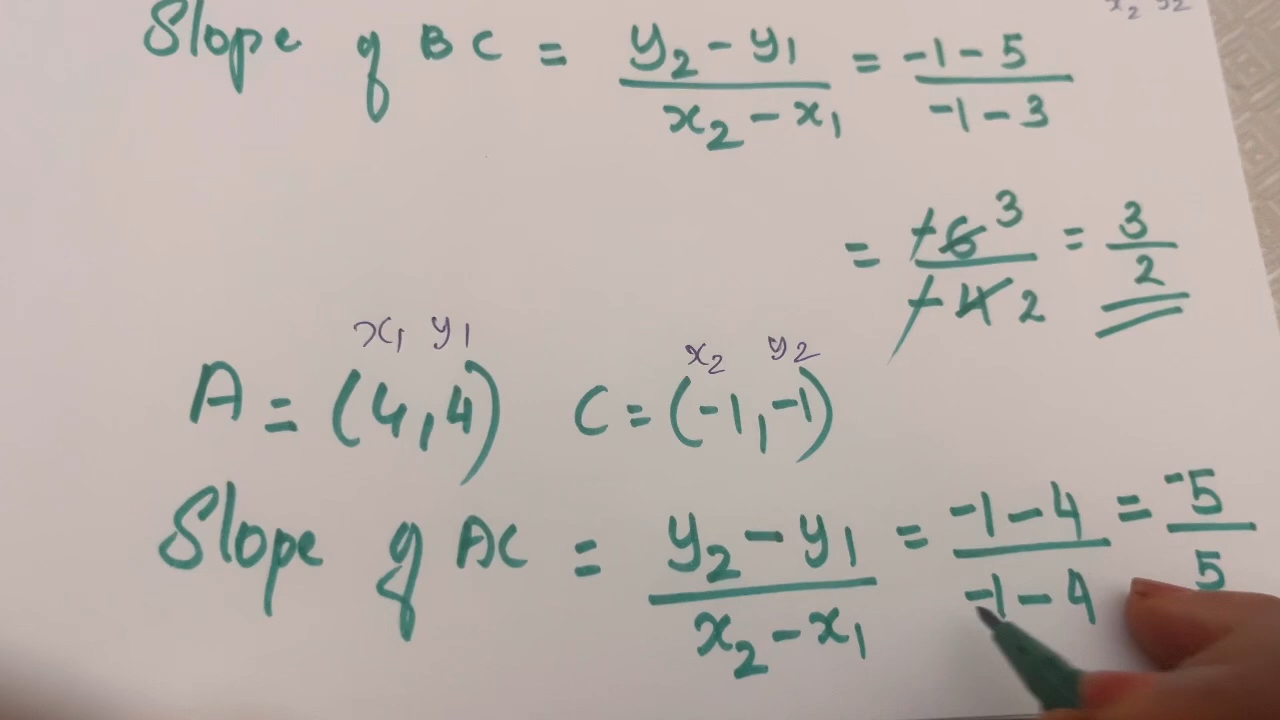 x₂ y₂
Slope of BC = y₂ - y₁ / x₂ - x₁ = -1 - 5 / -1 - 3
= -6 3 / -4 2 = 3 / 2
x₁ y₁ x₂ y₂
A = (4,4) C = (-1,-1)
Slope of AC = y₂ - y₁ / x₂ - x₁ = -1 - 4 / -1 - 4 = -5 / 5